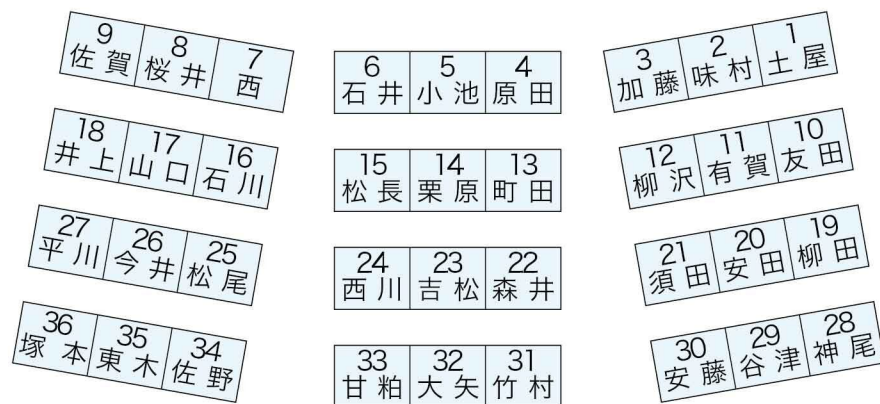 9 8 7
佐賀 桜井 西
6 5 4
石井 小池 原田
3 2 1
加藤 味村 土屋
18 17 16
井上 山口 石川
15 14 13
松長 栗原 町田
12 11 10
柳沢 有賀 友田
27 26 25
平川 今井 松尾
24 23 22
西川 吉松 森井
21 20 19
須田 安田 柳田
36 35 34
塚本 東木 佐野
33 32 31
甘粕 大矢 竹村
30 29 28
安藤 谷津 神尾